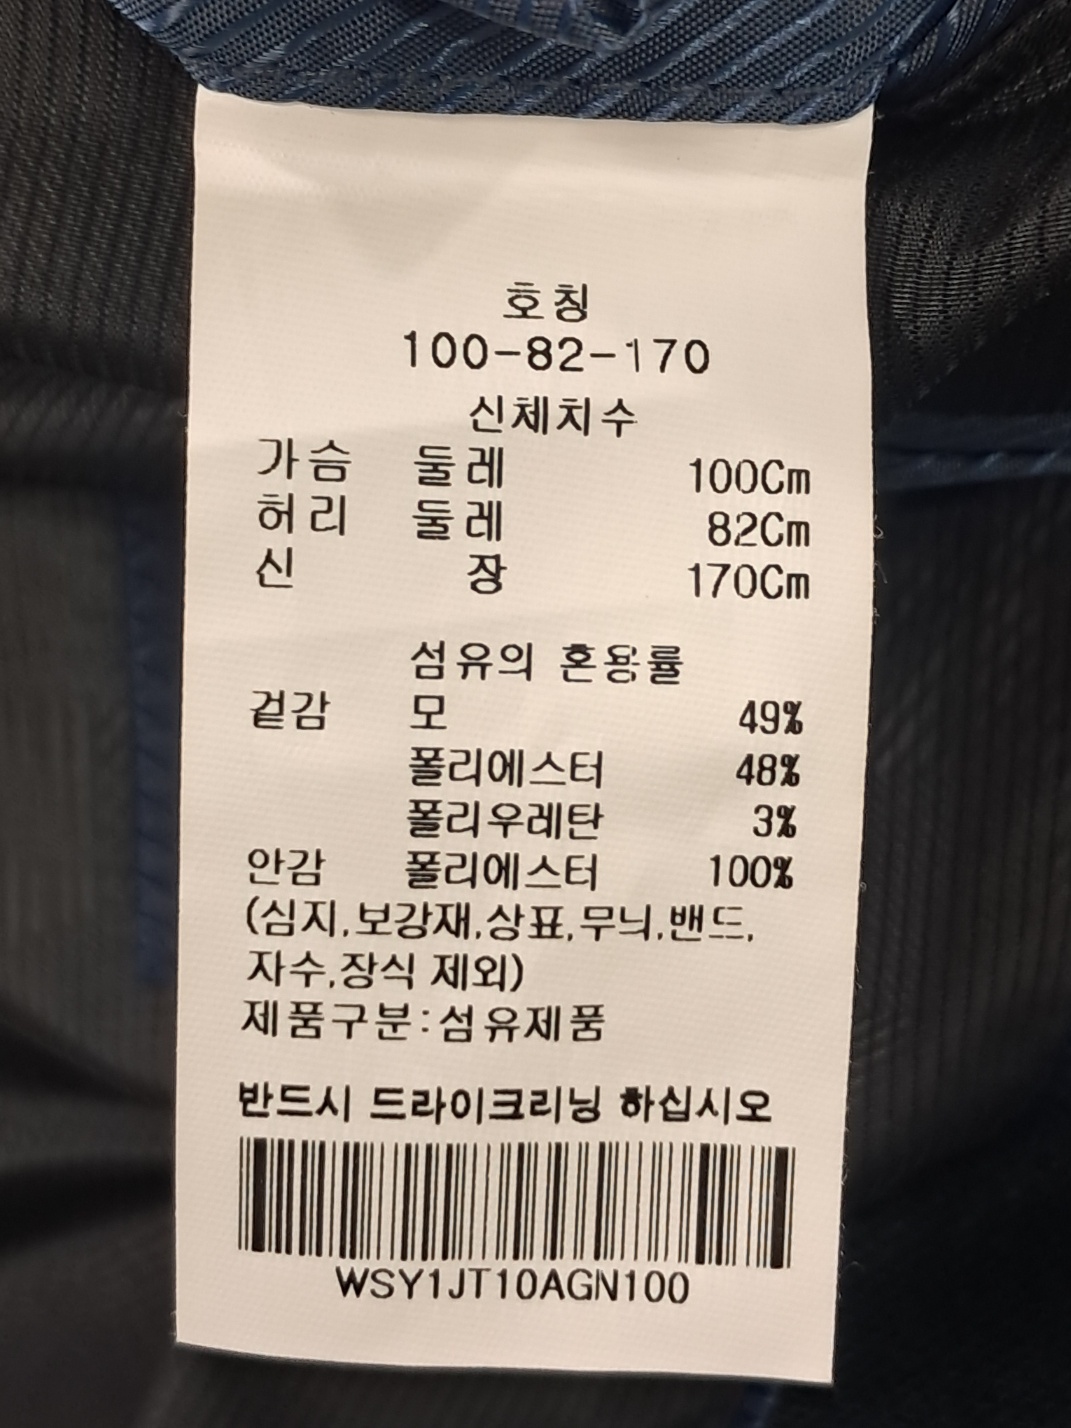 호칭
100-82-170
신체치수
가슴 둘레 100Cm
허리 둘레 82Cm
신 장 170Cm
섬유의 혼용률
겉감 모 49%
폴리에스터 48%
폴리우레탄 3%
안감 폴리에스터 100%
(심지,보강재,상표,무늬,밴드,
자수,장식 제외)
제품구분:섬유제품
반드시 드라이크리닝 하십시오
WSY1JT10AGN100